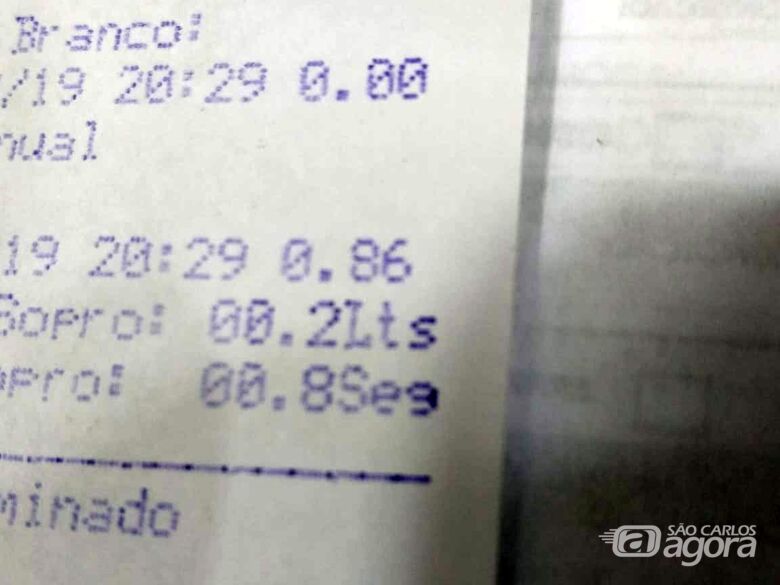 Branco:
/19 20:29 0.00
nual
19 20:29 0.86
Sopro: 00.2Lts
opro: 00.8Seg
minado
SÃO CARLOS
a agora